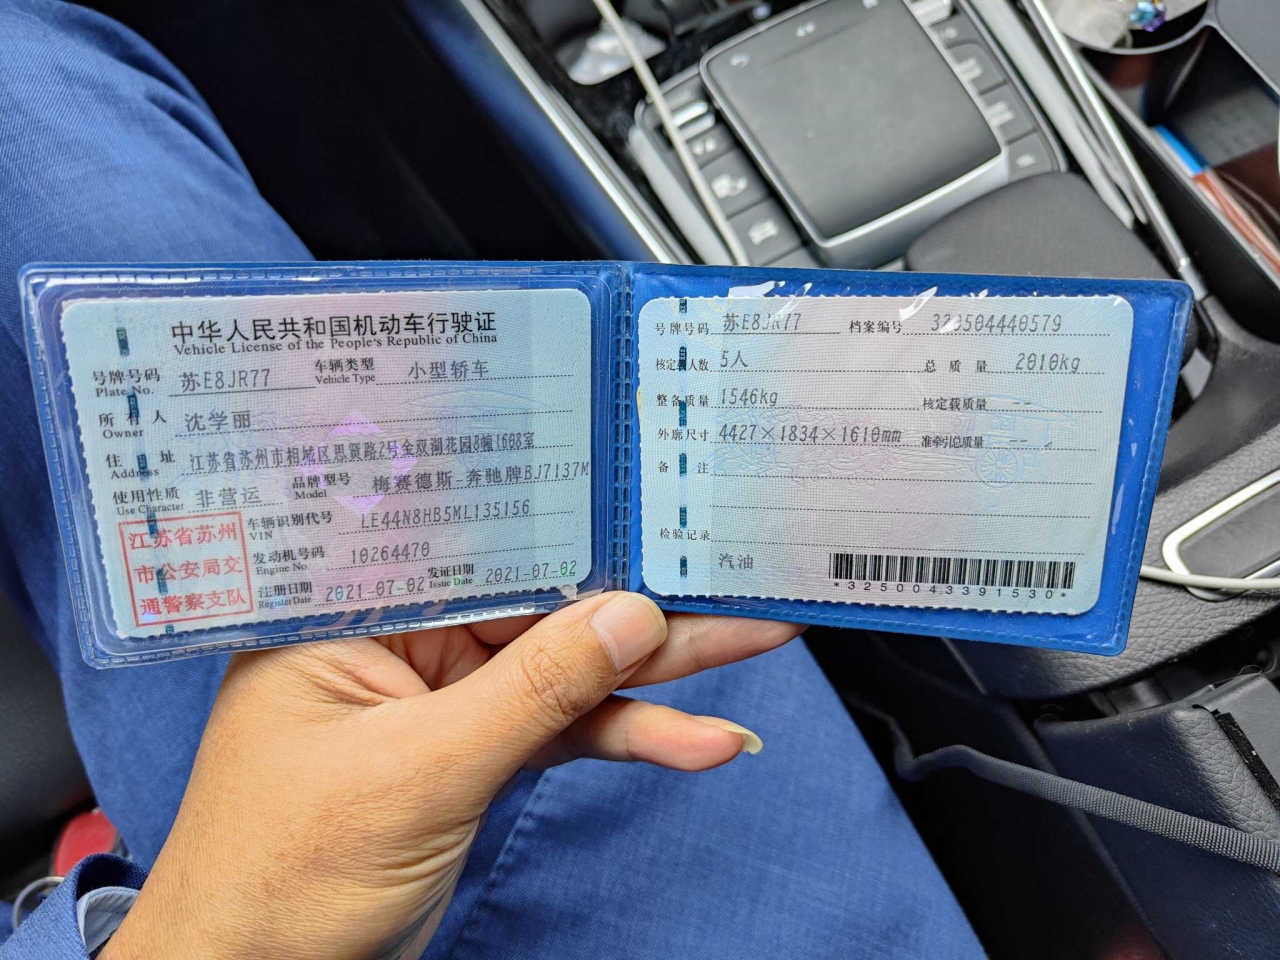 中华人民共和国机动车行驶证
Vehicle License of the People's Republic of China
号牌号码 苏E8JR77 车辆类型 小型轿车
Plate No. Vehicle Type
所有人 沈学丽
Owner
住址 江苏省苏州市相城区思贤路2号金双湖花园8幢1608室
Address
使用性质 非营运 品牌型号 梅赛德斯-奔驰牌BJ7137M
Use Character Model
车辆识别代号 LE44N8HB5ML135156
VIN
发动机号码 10264470
Engine No.
注册日期 2021-07-02 发证日期 2021-07-02
Register Date Issue Date
江苏省苏州
市公安局交
通警察支队
号牌号码 苏E8JR77 档案编号 320504440579
核定载人数 5人 总质量 2010kg
整备质量 1546kg 核定载质量 --
外廓尺寸 4427×1834×1610mm 准牵引总质量 --
备注
检验记录
汽油
*3250043391530*